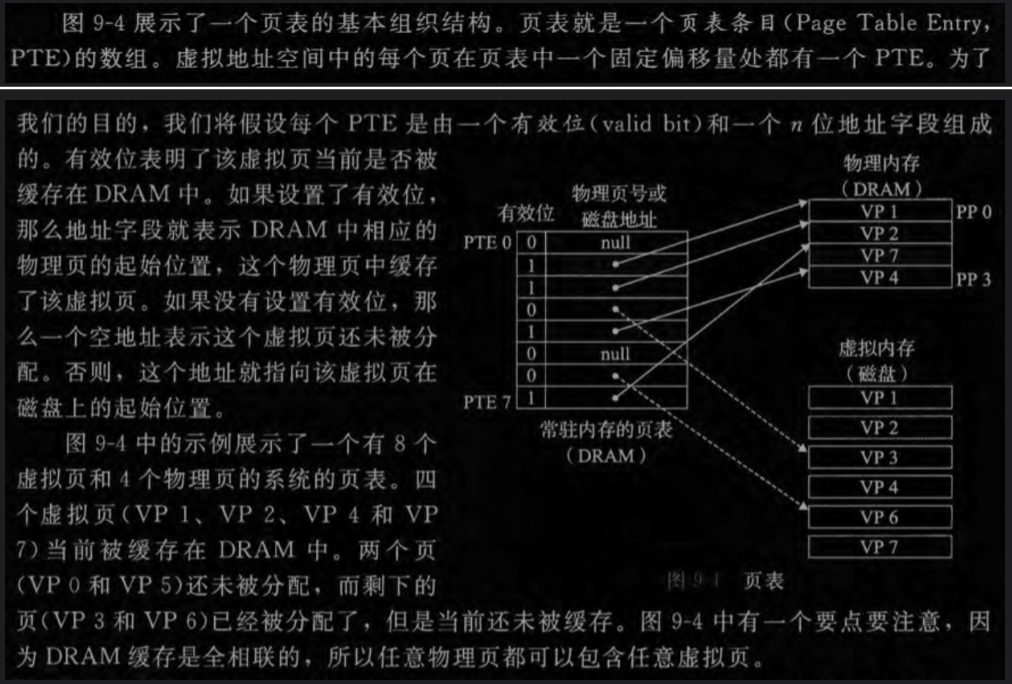 图 9-4 展示了一个页表的基本组织结构。页表就是一个页表条目(Page Table Entry,
PTE)的数组。虚拟地址空间中的每个页在页表中一个固定偏移量处都有一个 PTE。为了
我们的目的，我们将假设每个 PTE 是由一个有效位(valid bit)和一个 n 位地址字段组成
的。有效位表明了该虚拟页当前是否被
缓存在 DRAM 中。如果设置了有效位，
那么地址字段就表示 DRAM 中相应的
物理页的起始位置，这个物理页中缓存
了该虚拟页。如果没有设置有效位，那
么一个空地址表示这个虚拟页还未被分
配。否则，这个地址就指向该虚拟页在
磁盘上的起始位置。
图 9-4 中的示例展示了一个有 8 个
虚拟页和 4 个物理页的系统的页表。四
个虚拟页(VP 1、VP 2、VP 4 和 VP
7)当前被缓存在 DRAM 中。两个页
(VP 0 和 VP 5)还未被分配，而剩下的
有效位
物理页号或
磁盘地址
PTE 0
0
null
1
1
0
1
0
null
0
PTE 7
1
常驻内存的页表
(DRAM)
物理内存
(DRAM)
VP 1
PP 0
VP 2
VP 7
VP 4
PP 3
虚拟内存
(磁盘)
VP 1
VP 2
VP 3
VP 4
VP 6
VP 7
页表
页(VP 3 和 VP 6)已经被分配了，但是当前还未被缓存。图 9-4 中有一个要点要注意，因
为 DRAM 缓存是全相联的，所以任意物理页都可以包含任意虚拟页。